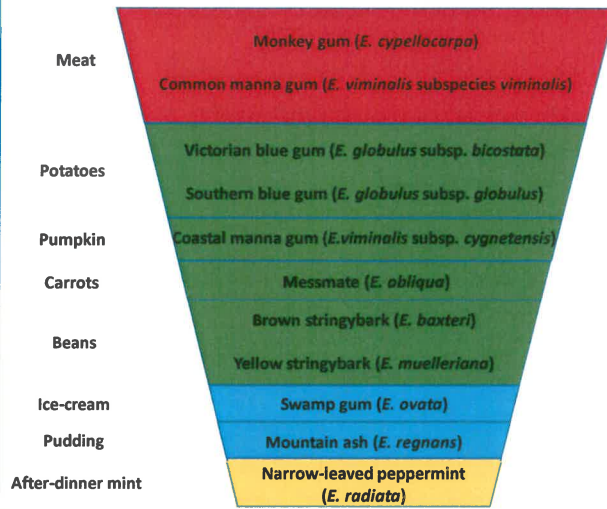 Meat
Monkey gum (E. cypellocarpa)
Common manna gum (E. viminalis subspecies viminalis)
Potatoes
Victorian blue gum (E. globulus subsp. bicostata)
Southern blue gum (E. globulus subsp. globulus)
Pumpkin
Coastal manna gum (E.viminalis subsp. cygnetensis)
Carrots
Messmate (E. obliqua)
Beans
Brown stringybark (E. baxteri)
Yellow stringybark (E. muelleriana)
Ice-cream
Swamp gum (E. ovata)
Pudding
Mountain ash (E. regnans)
After-dinner mint
Narrow-leaved peppermint
(E. radiata)